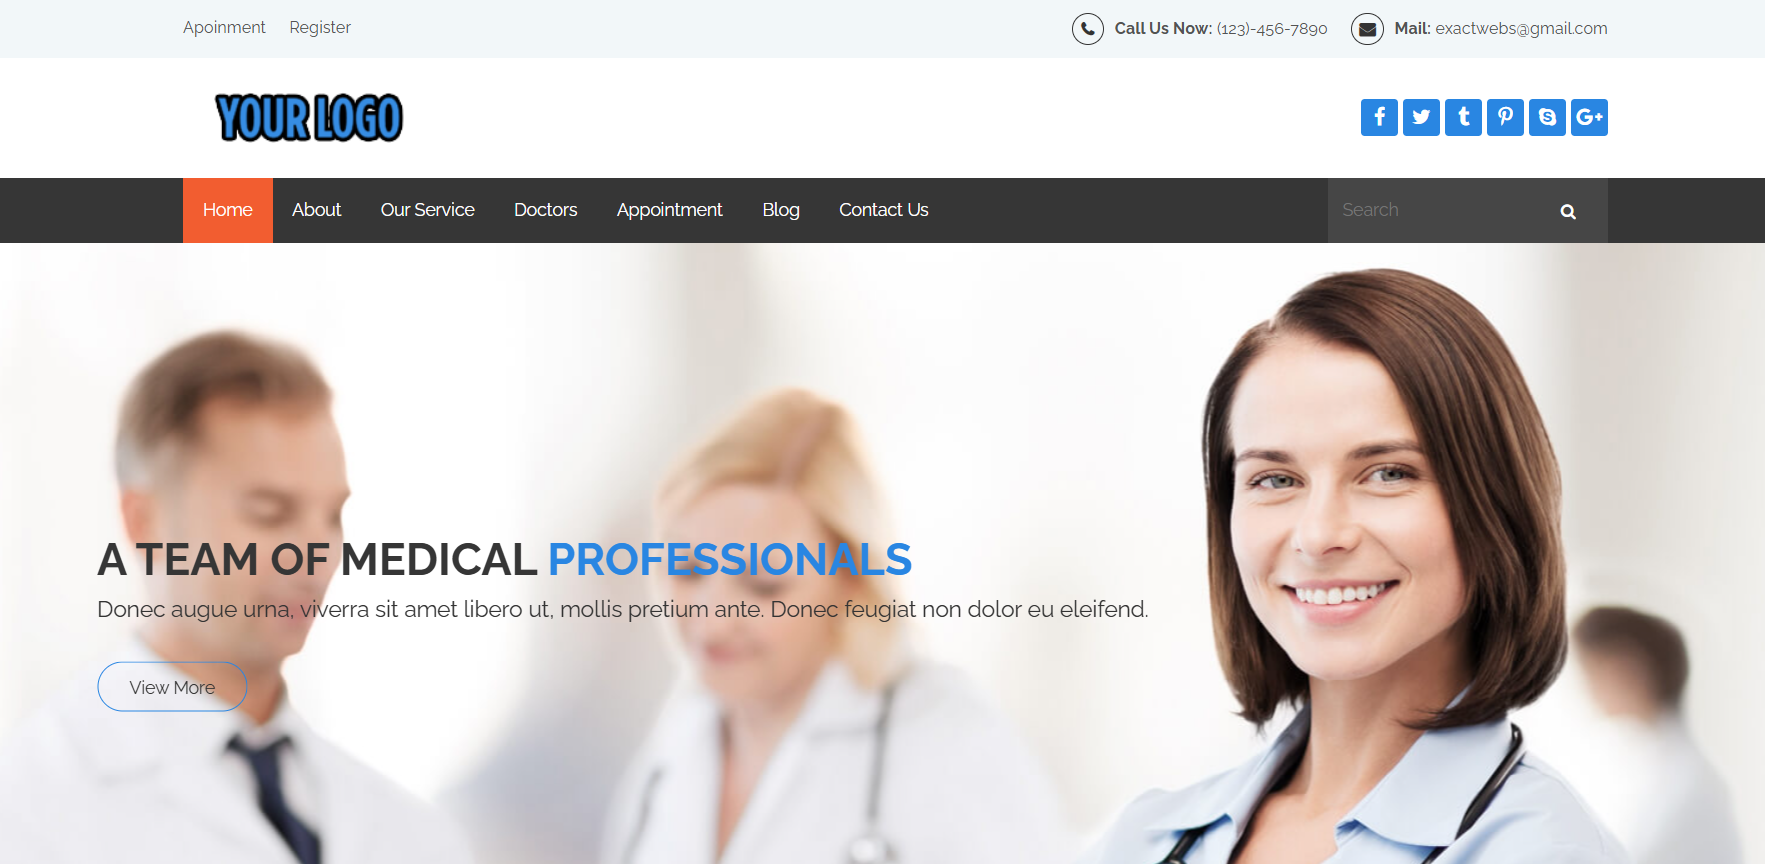 Apoinment Register
Call Us Now: (123)-456-7890 Mail: exactwebs@gmail.com
YOUR LOGO
Home About Our Service Doctors Appointment Blog Contact Us Search
A TEAM OF MEDICAL PROFESSIONALS
Donec augue urna, viverra sit amet libero ut, mollis pretium ante. Donec feugiat non dolor eu eleifend.
View More